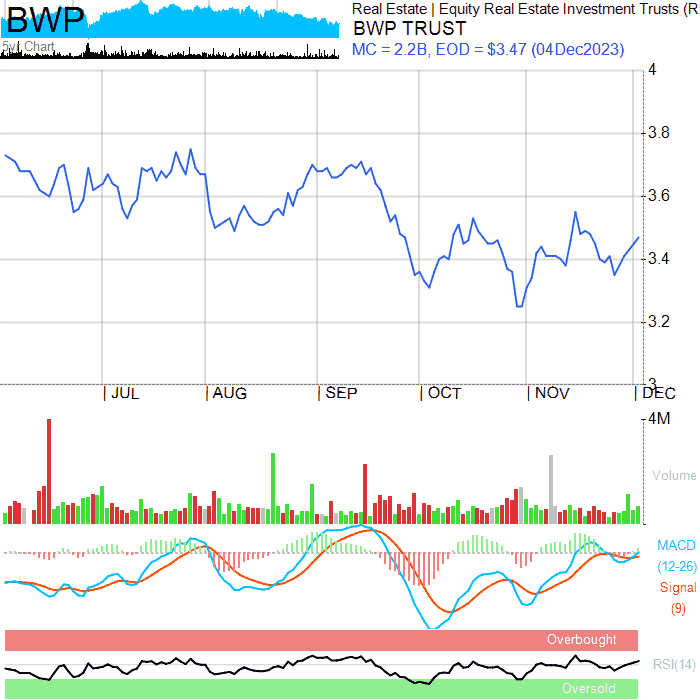 BWP
5yr Chart
Real Estate | Equity Real Estate Investment Trusts (R
BWP TRUST
MC = 2.2B, EOD = $3.47 (04Dec2023)
4
3.8
3.6
3.4
3.2
3
JUL
AUG
SEP
OCT
NOV
DEC
4M
Volume
MACD
(12-26)
Signal
(9)
Overbought
RSI(14)
Oversold